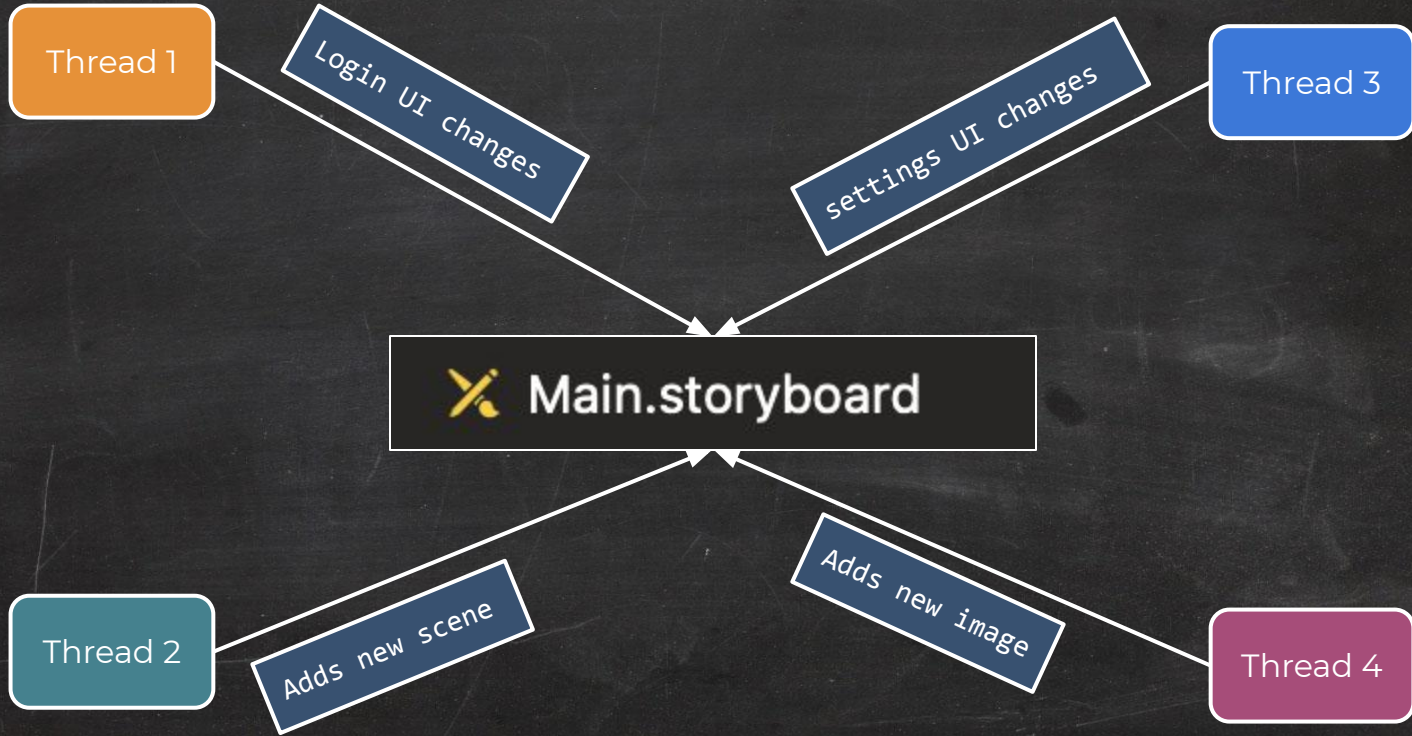 Thread 1
Login UI changes
settings UI changes
Thread 3
Main.storyboard
Thread 2
Adds new scene
Adds new image
Thread 4